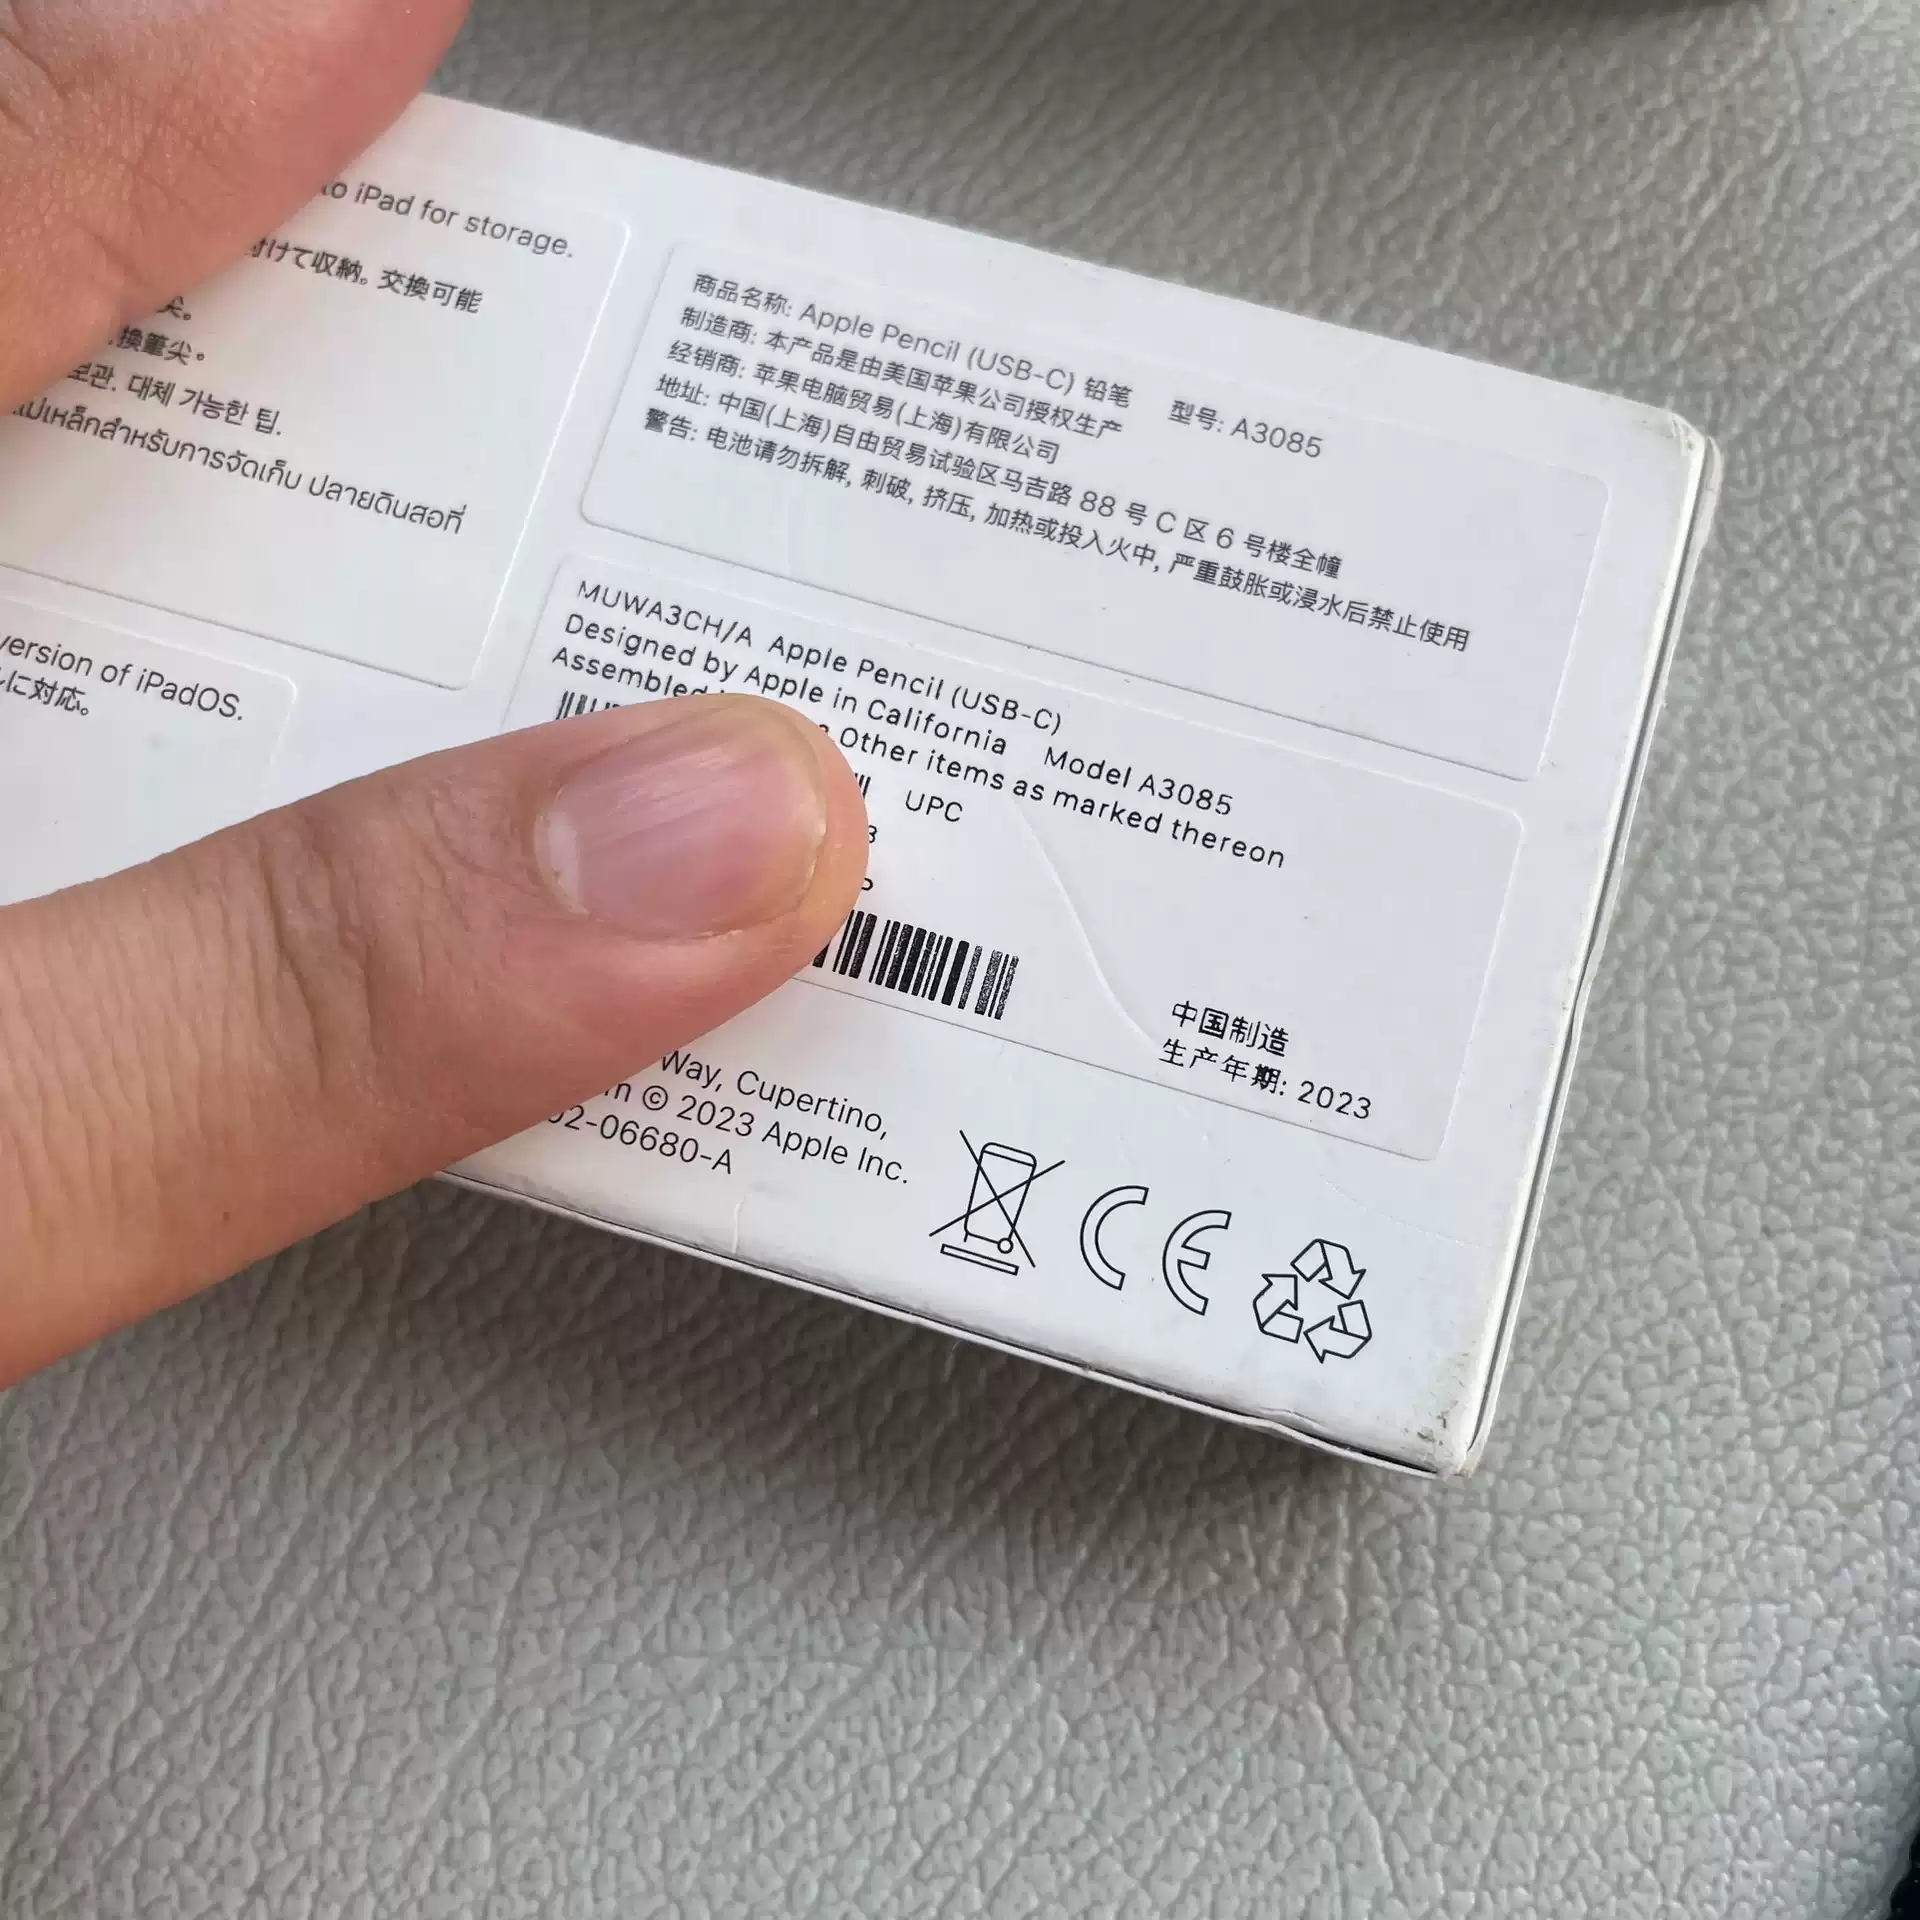 to iPad for storage.
付けて収納。交換可能
尖。
換筆尖。
보관. 대체 가능한 팁.
แม่เหล็กสำหรับการจัดเก็บ ปลายดินสอที่
version of iPadOS.
に対応。
商品名称: Apple Pencil (USB-C) 铅笔 型号: A3085
制造商: 本产品是由美国苹果公司授权生产
经销商: 苹果电脑贸易(上海)有限公司
地址: 中国(上海)自由贸易试验区马吉路 88 号 C 区 6 号楼全幢
警告: 电池请勿拆解, 刺破, 挤压, 加热或投入火中, 严重鼓胀或浸水后禁止使用
MUWA3CH/A Apple Pencil (USB-C)
Designed by Apple in California Model A3085
Assembled Other items as marked thereon
UPC
中国制造
生产年期: 2023
Way, Cupertino,
© 2023 Apple Inc.
02-06680-A
CE